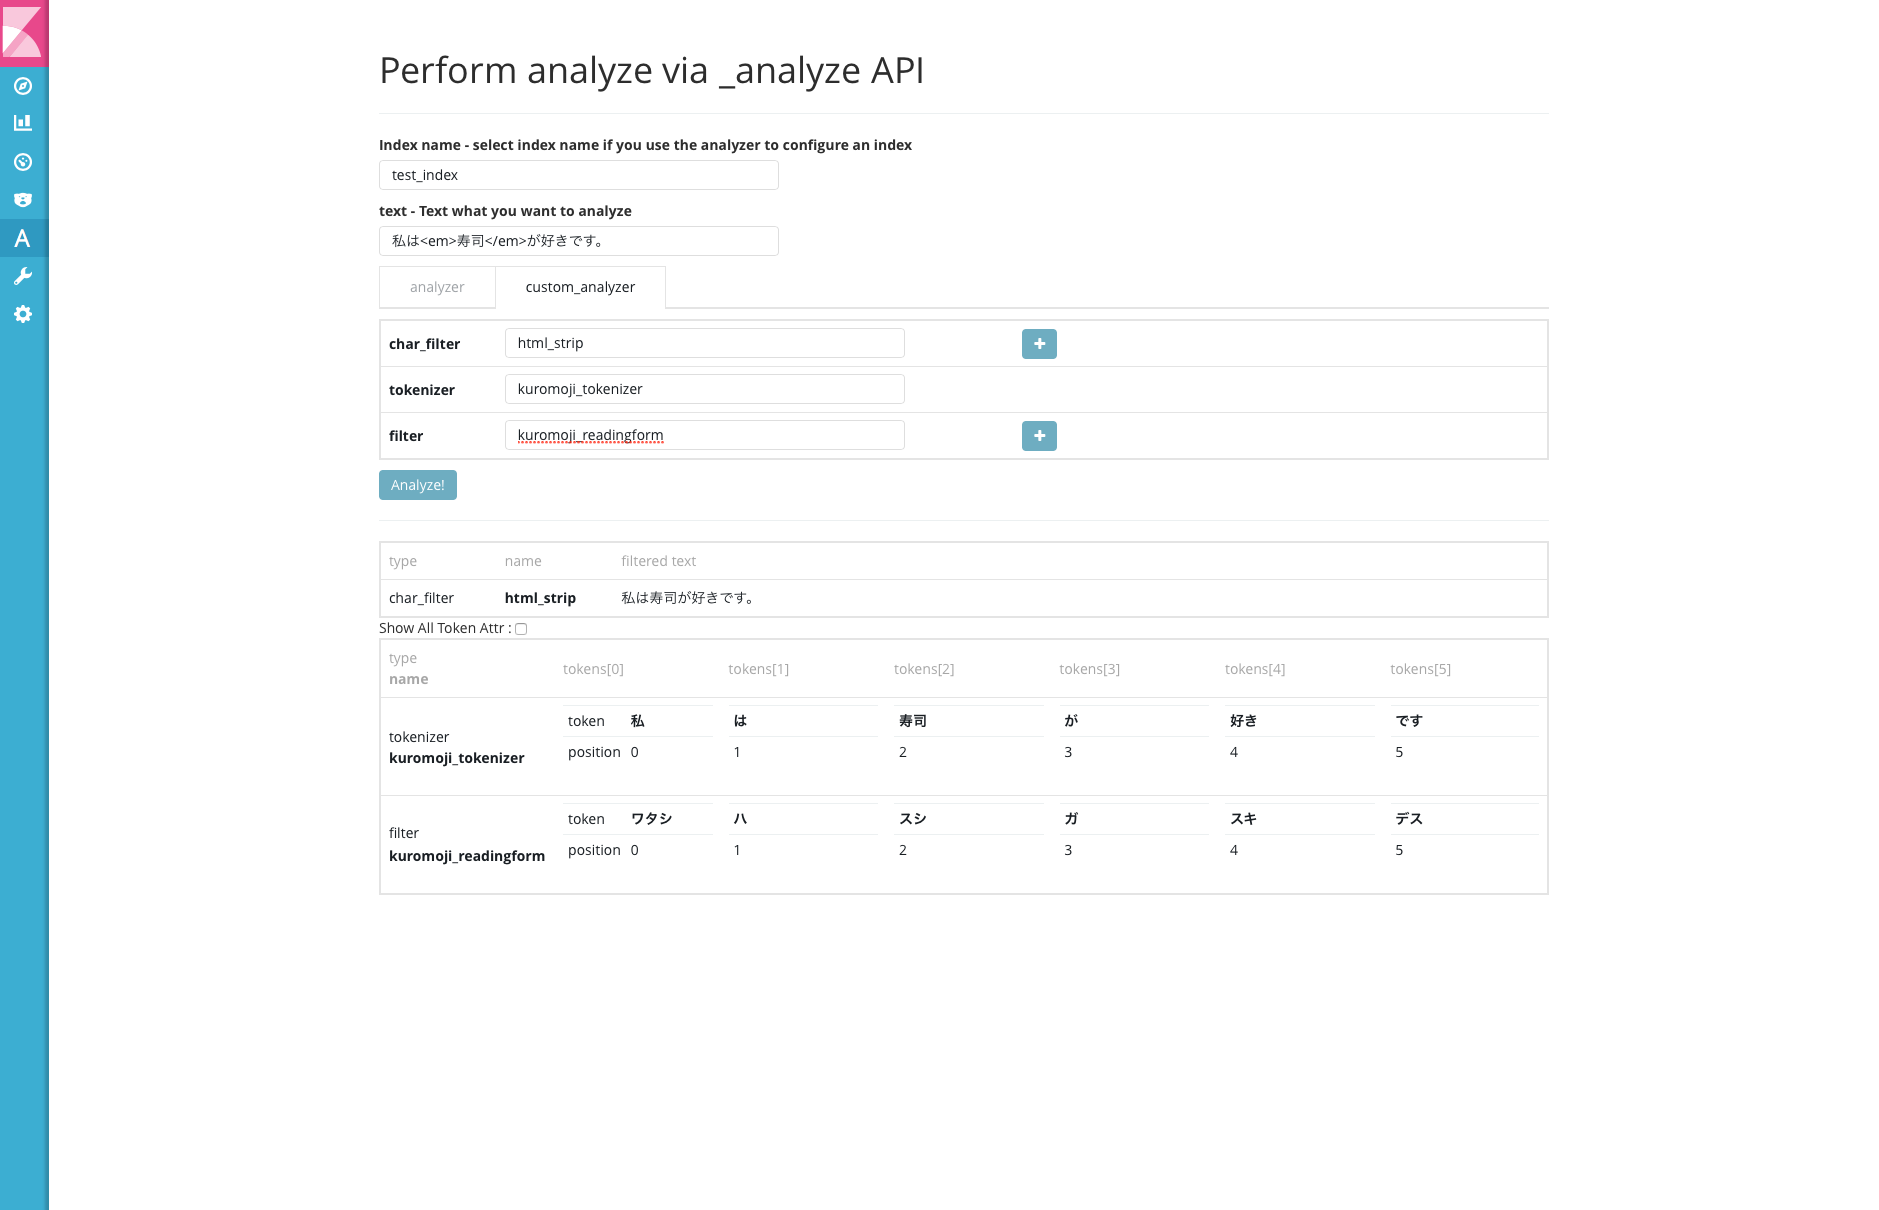 Perform analyze via _analyze API
Index name - select index name if you use the analyzer to configure an index
test_index
text - Text what you want to analyze
私は<em>寿司</em>が好きです。
analyzer custom_analyzer
char_filter html_strip
tokenizer kuromoji_tokenizer
filter kuromoji_readingform
Analyze!
type name filtered text
char_filter html_strip 私は寿司が好きです。
Show All Token Attr :
type
name
tokens[0] tokens[1] tokens[2] tokens[3] tokens[4] tokens[5]
tokenizer
kuromoji_tokenizer
token 私 は 寿司 が 好き です
position 0 1 2 3 4 5
filter
kuromoji_readingform
token ワタシ ハ スシ ガ スキ デス
position 0 1 2 3 4 5